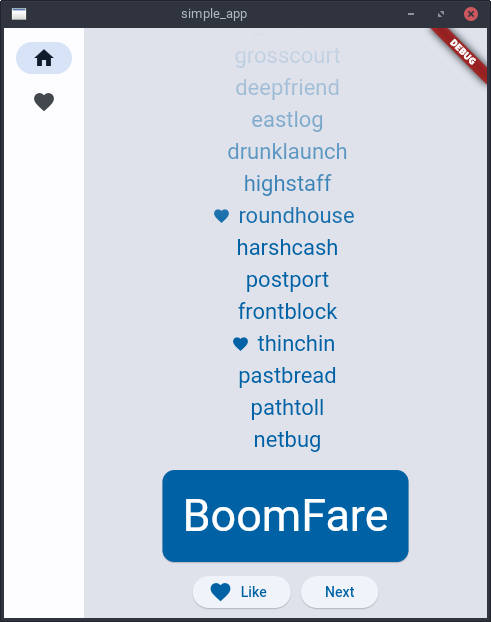 simple_app
DEBUG
grosscourt
deepfriend
eastlog
drunklaunch
highstaff
roundhouse
harshcash
postport
frontblock
thinchin
pastbread
pathtoll
netbug
BoomFare
Like
Next